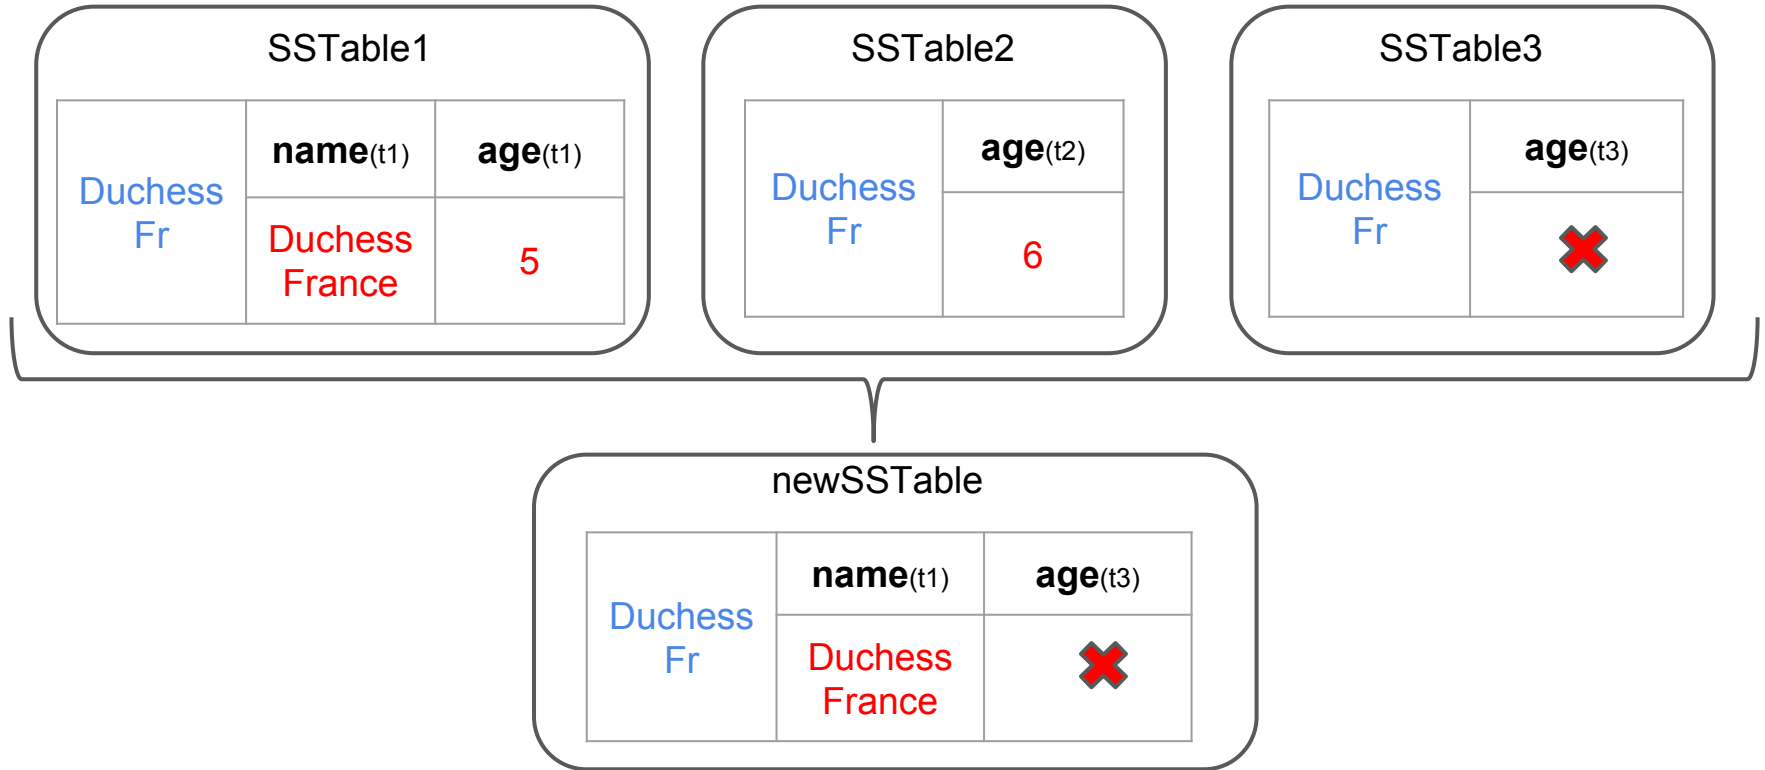 SSTable1
name(t1) age(t1)
Duchess
Fr
Duchess
France
5
SSTable2
age(t2)
Duchess
Fr
6
SSTable3
age(t3)
Duchess
Fr
newSSTable
name(t1) age(t3)
Duchess
Fr
Duchess
France